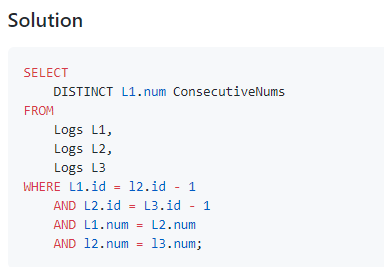 Solution
SELECT
DISTINCT L1.num ConsecutiveNums
FROM
Logs L1,
Logs L2,
Logs L3
WHERE L1.id = l2.id - 1
AND L2.id = L3.id - 1
AND L1.num = L2.num
AND l2.num = l3.num;